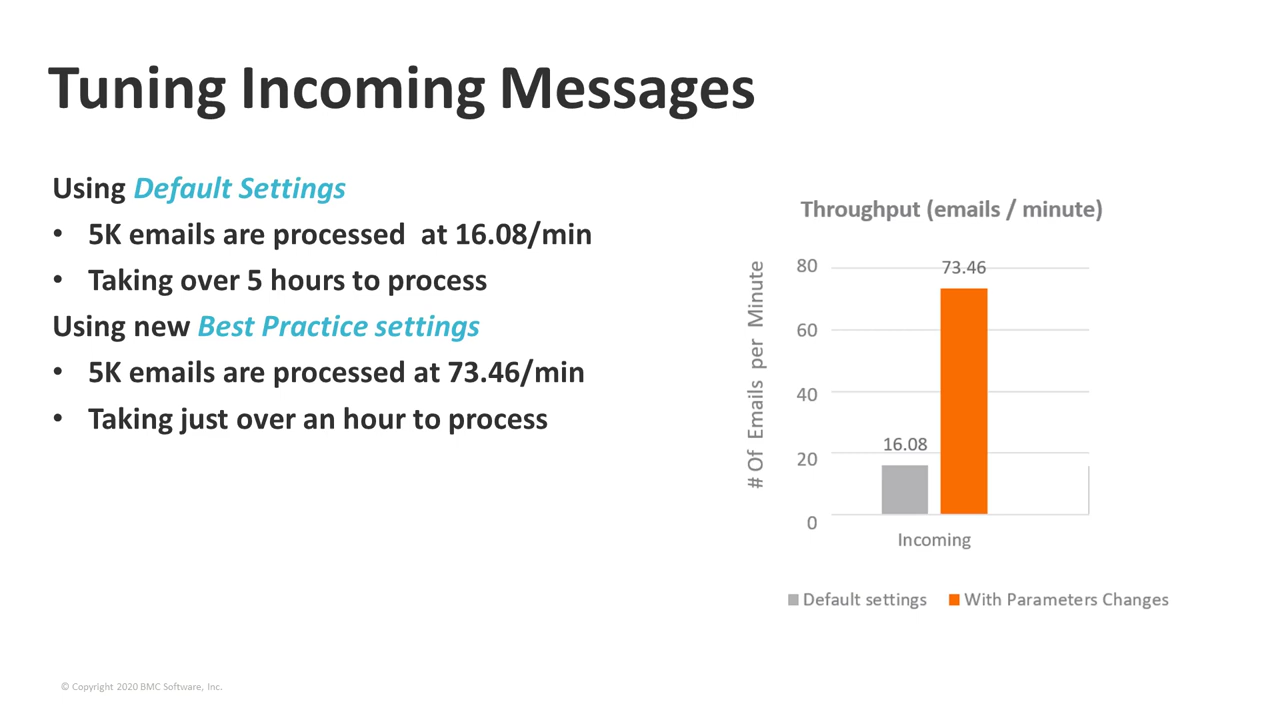 Tuning Incoming Messages
Using Default Settings
• 5K emails are processed  at 16.08/min
• Taking over 5 hours to process
Using new Best Practice settings
• 5K emails are processed at 73.46/min
• Taking just over an hour to process
Throughput (emails / minute)
# Of Emails per Minute
80
60
40
20
0
73.46
16.08
Incoming
Default settings
With Parameters Changes
© Copyright 2020 BMC Software, Inc.